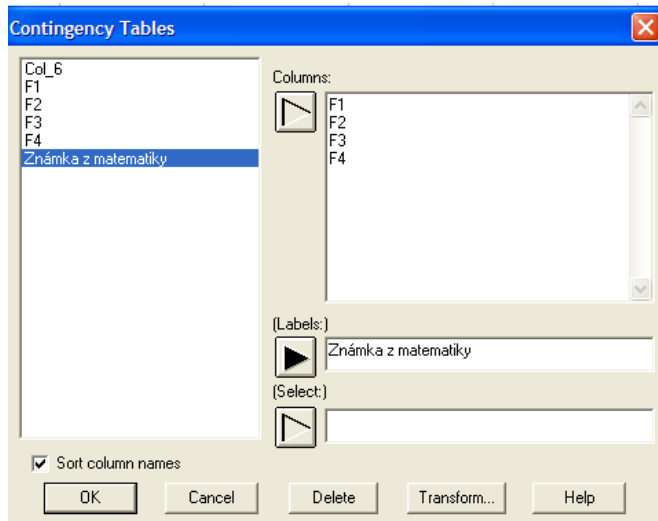 Contingency Tables
Col_6
F1
F2
F3
F4
Známka z matematiky
Columns:
F1
F2
F3
F4
(Labels:)
Známka z matematiky
(Select:)
Sort column names
OK
Cancel
Delete
Transform...
Help